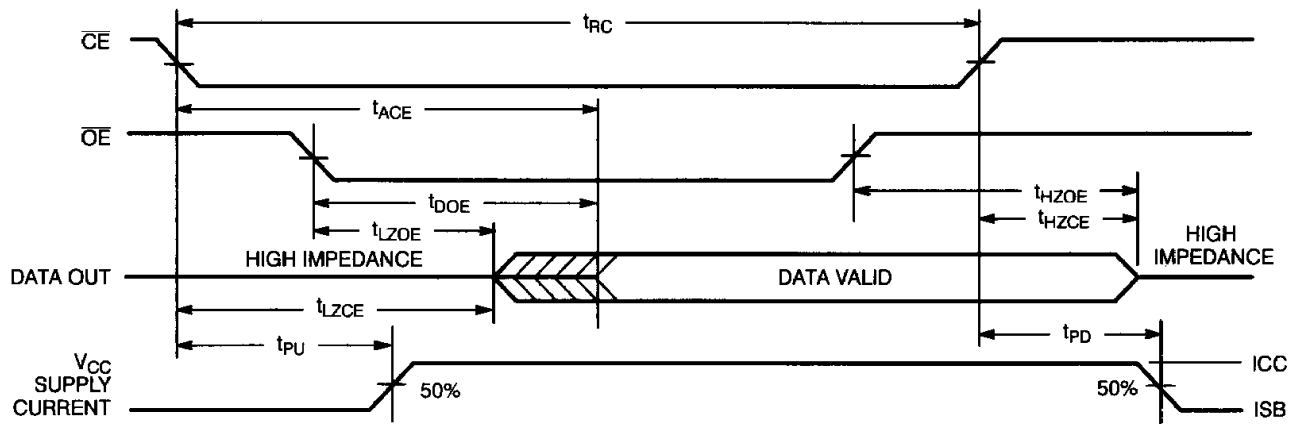 tRC
CE
tACE
OE
tDOE
tHZOE
tLZOE
tHZCE
HIGH IMPEDANCE
HIGH
IMPEDANCE
DATA OUT
DATA VALID
tLZCE
tPU
tPD
VCC
SUPPLY
CURRENT
50%
50%
ICC
ISB